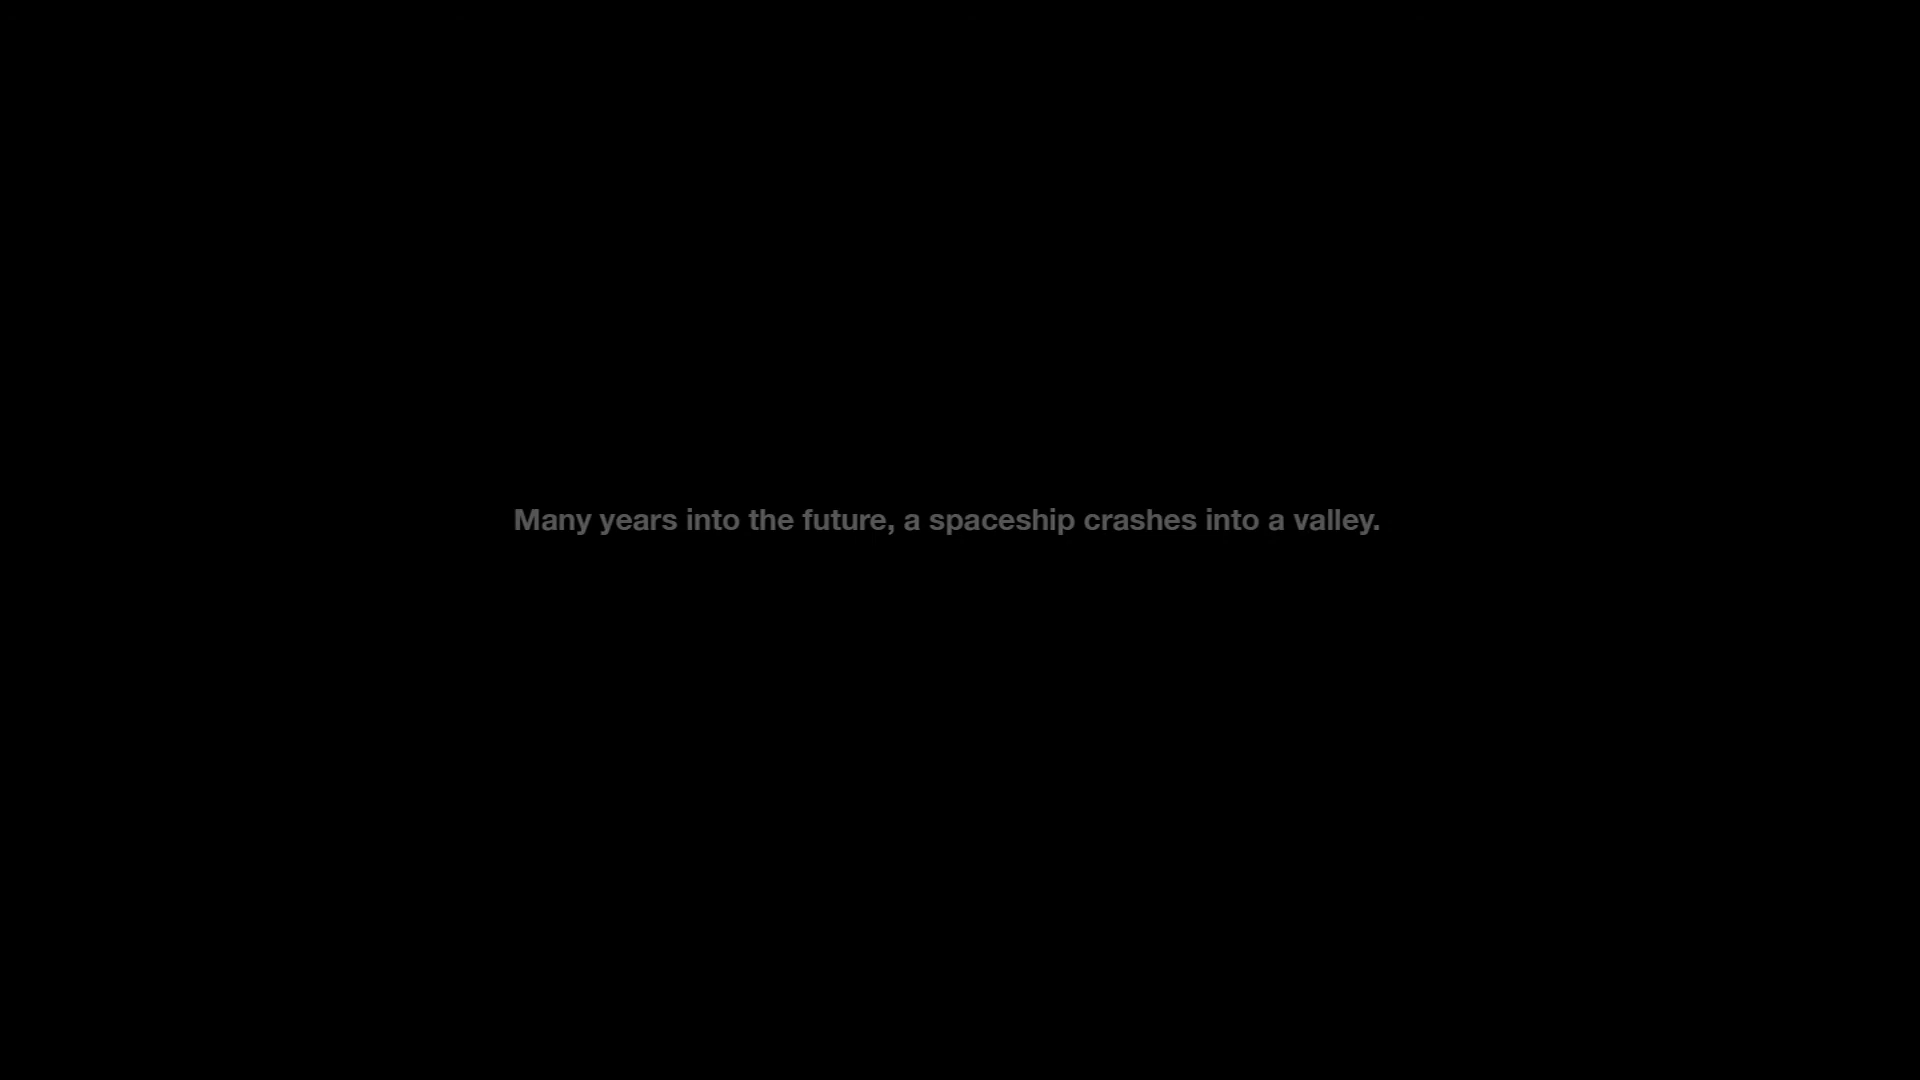 Many years into the future, a spaceship crashes into a valley.